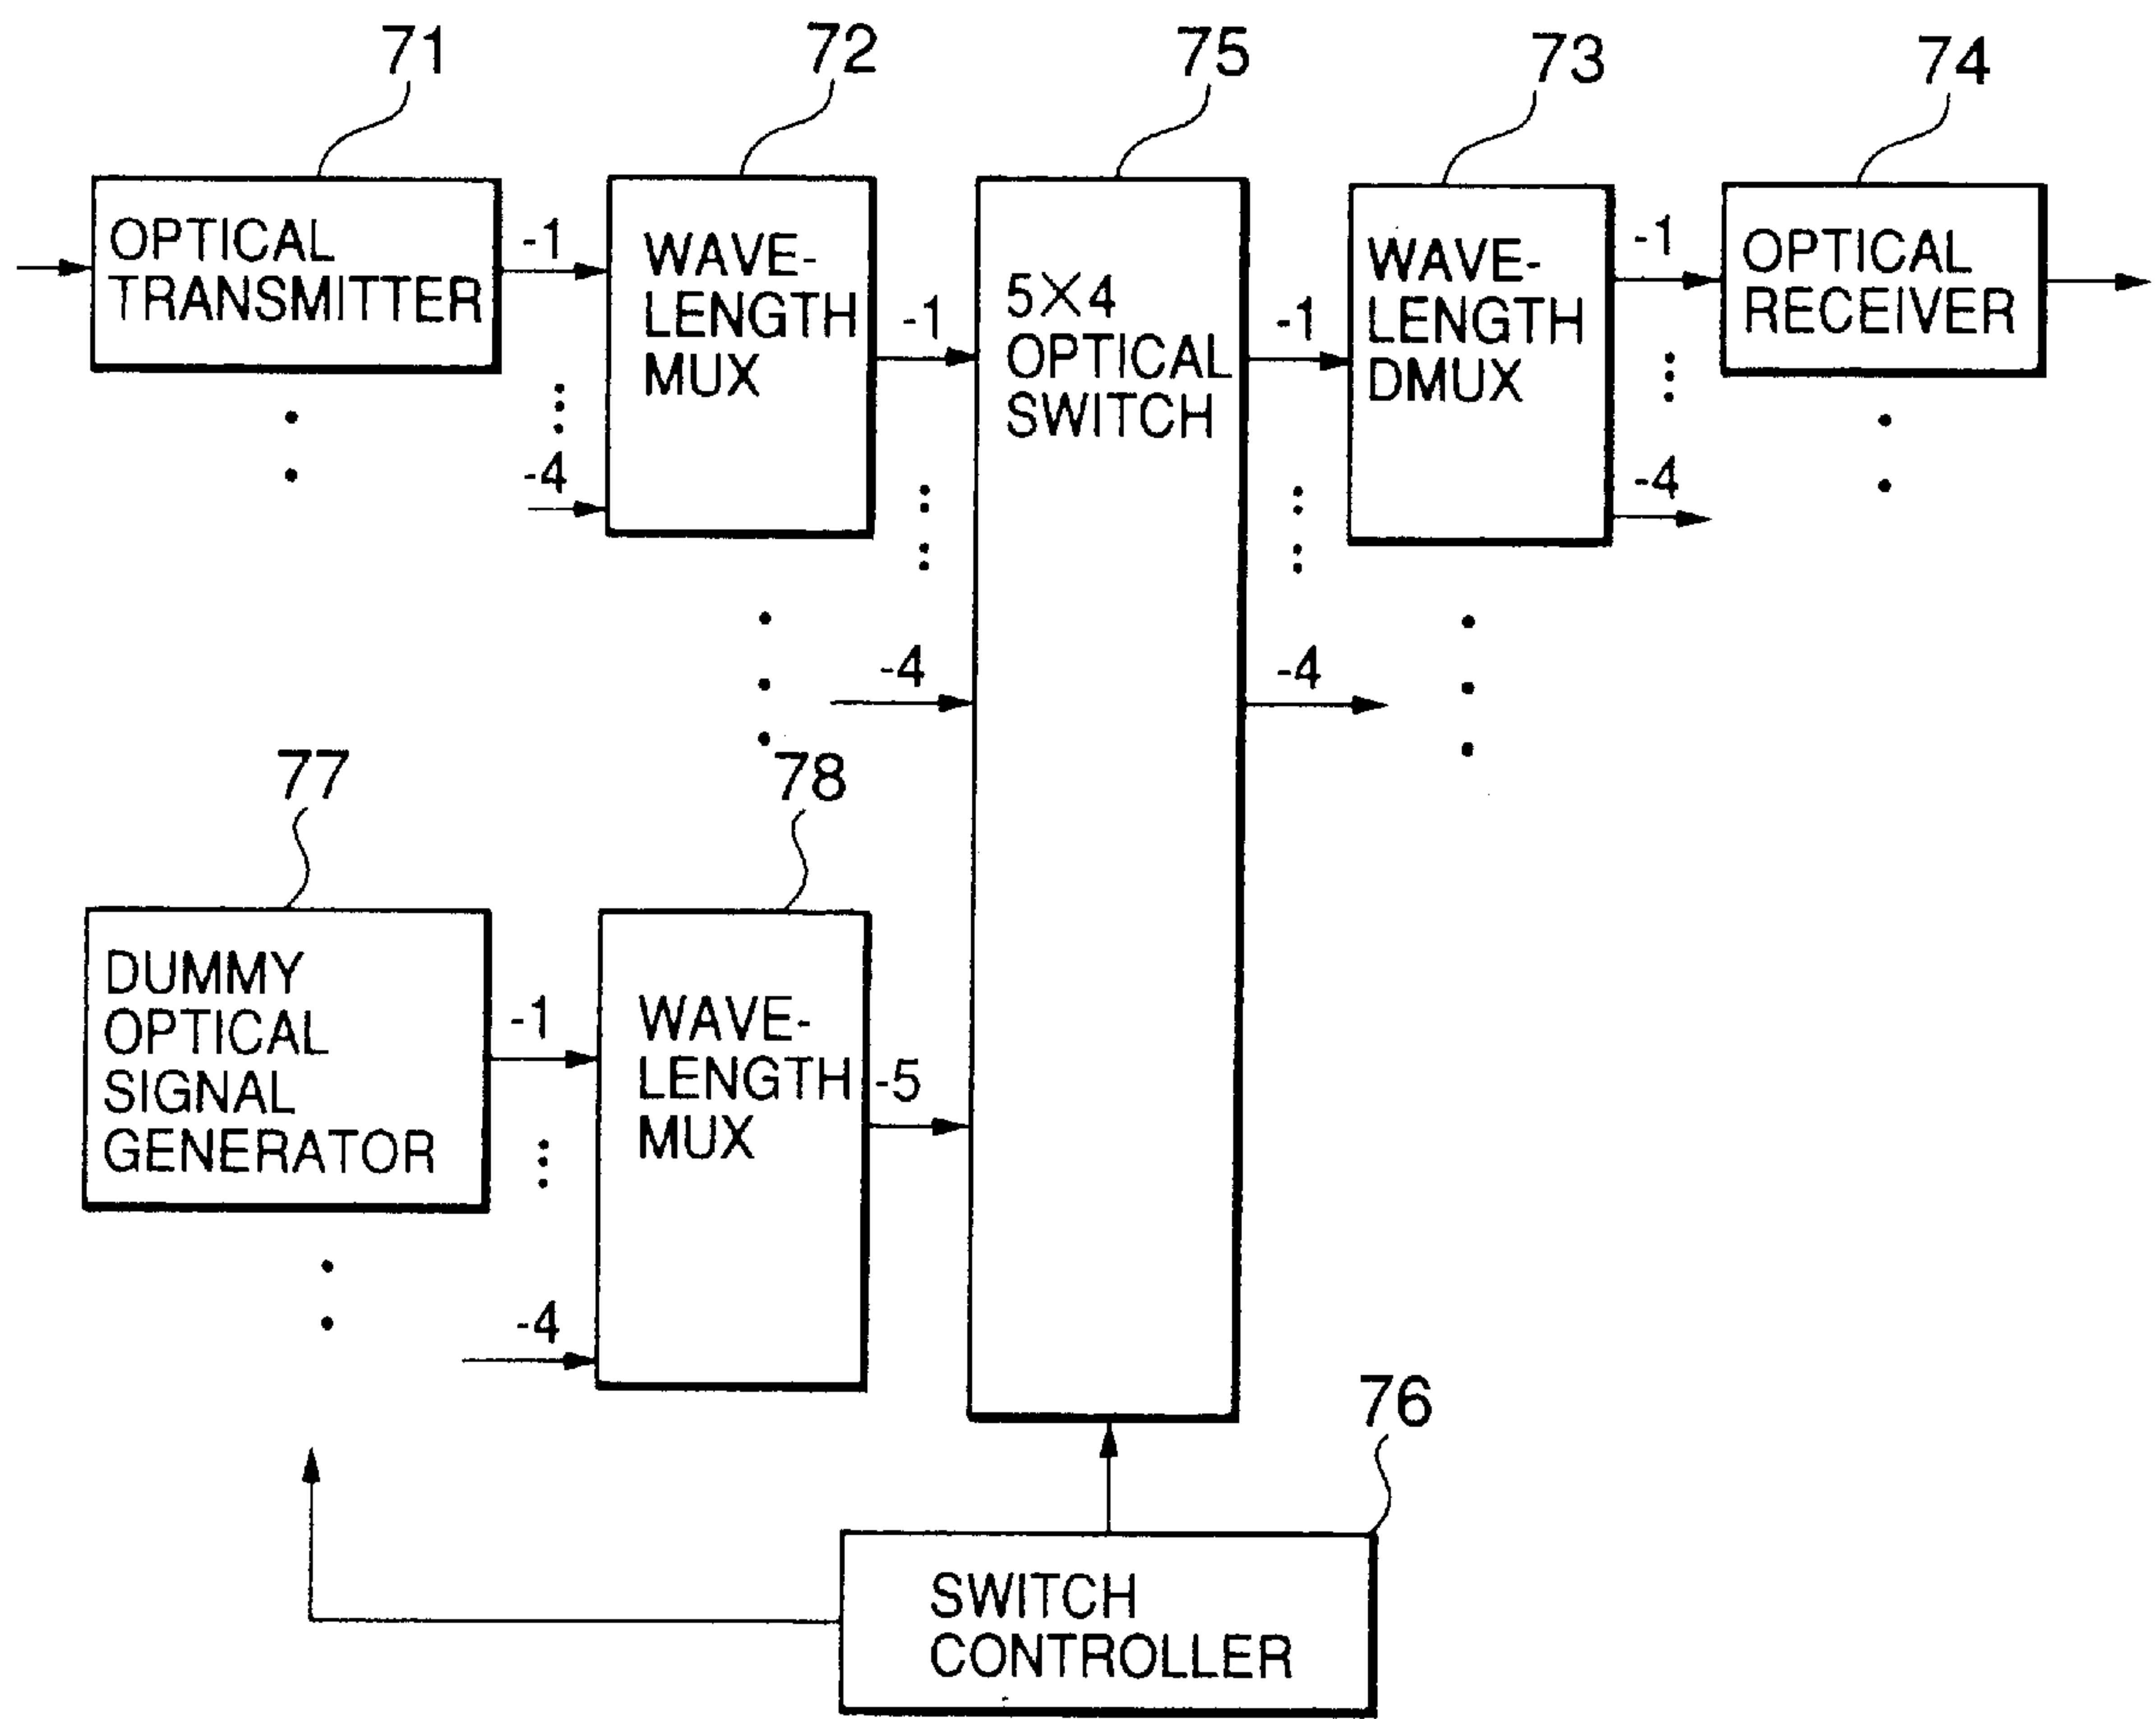 71
72
75
73
74
OPTICAL
TRANSMITTER
-1
-4
WAVE-
LENGTH
MUX
-1
-4
5×4
OPTICAL
SWITCH
-1
-4
WAVE-
LENGTH
DMUX
-1
-4
OPTICAL
RECEIVER
77
78
DUMMY
OPTICAL
SIGNAL
GENERATOR
-1
-4
WAVE-
LENGTH
MUX
-5
76
SWITCH
CONTROLLER